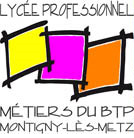 LYCÉE PROFESSIONNEL
MÉTIERS DU BTP
MONTIGNY-LÈS-METZ